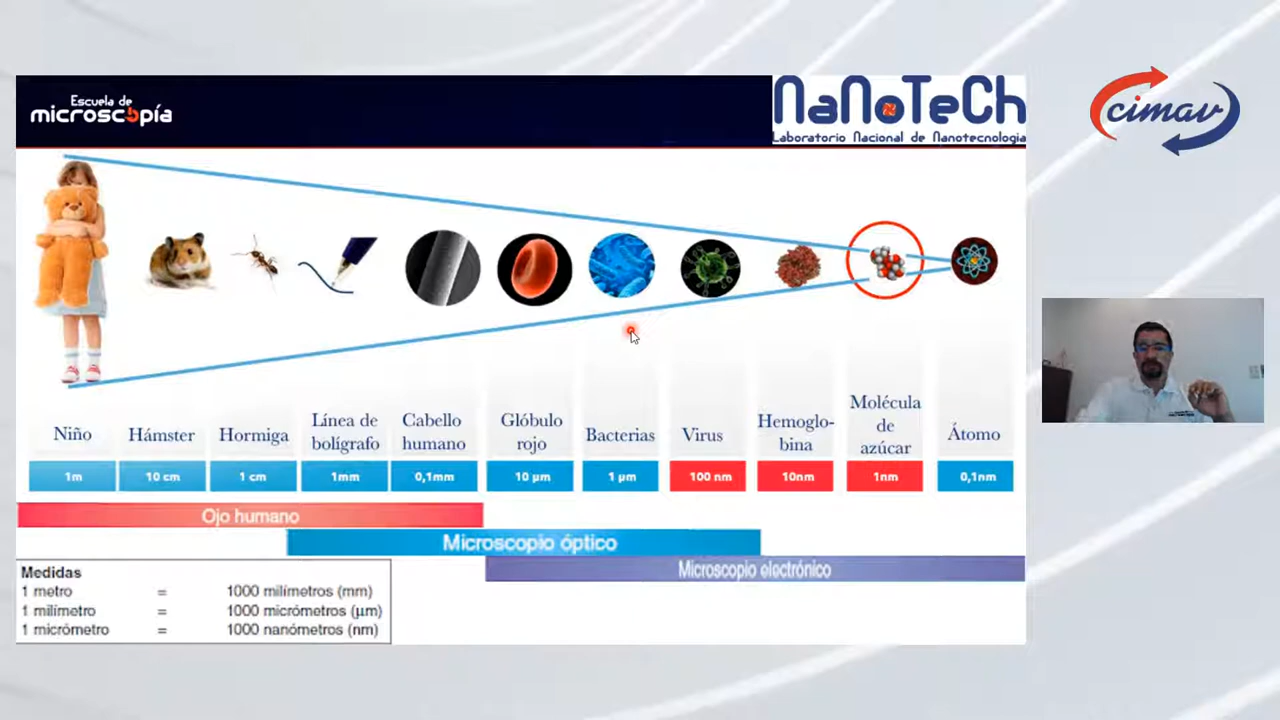 Escuela de
microscopía
NaNoTeCh
Laboratorio Nacional de Nanotecnologia
cimav
Niño
Hámster
Hormiga
Línea de
bolígrafo
Cabello
humano
Glóbulo
rojo
Bacterias
Virus
Hemoglo-
bina
Molécula
de
azúcar
Átomo
1m
10 cm
1 cm
1mm
0,1mm
10 µm
1 µm
100 nm
10nm
1nm
0,1nm
Ojo humano
Microscopio óptico
Microscopio electrónico
Medidas
1 metro = 1000 milímetros (mm)
1 milímetro = 1000 micrómetros (µm)
1 micrómetro = 1000 nanómetros (nm)